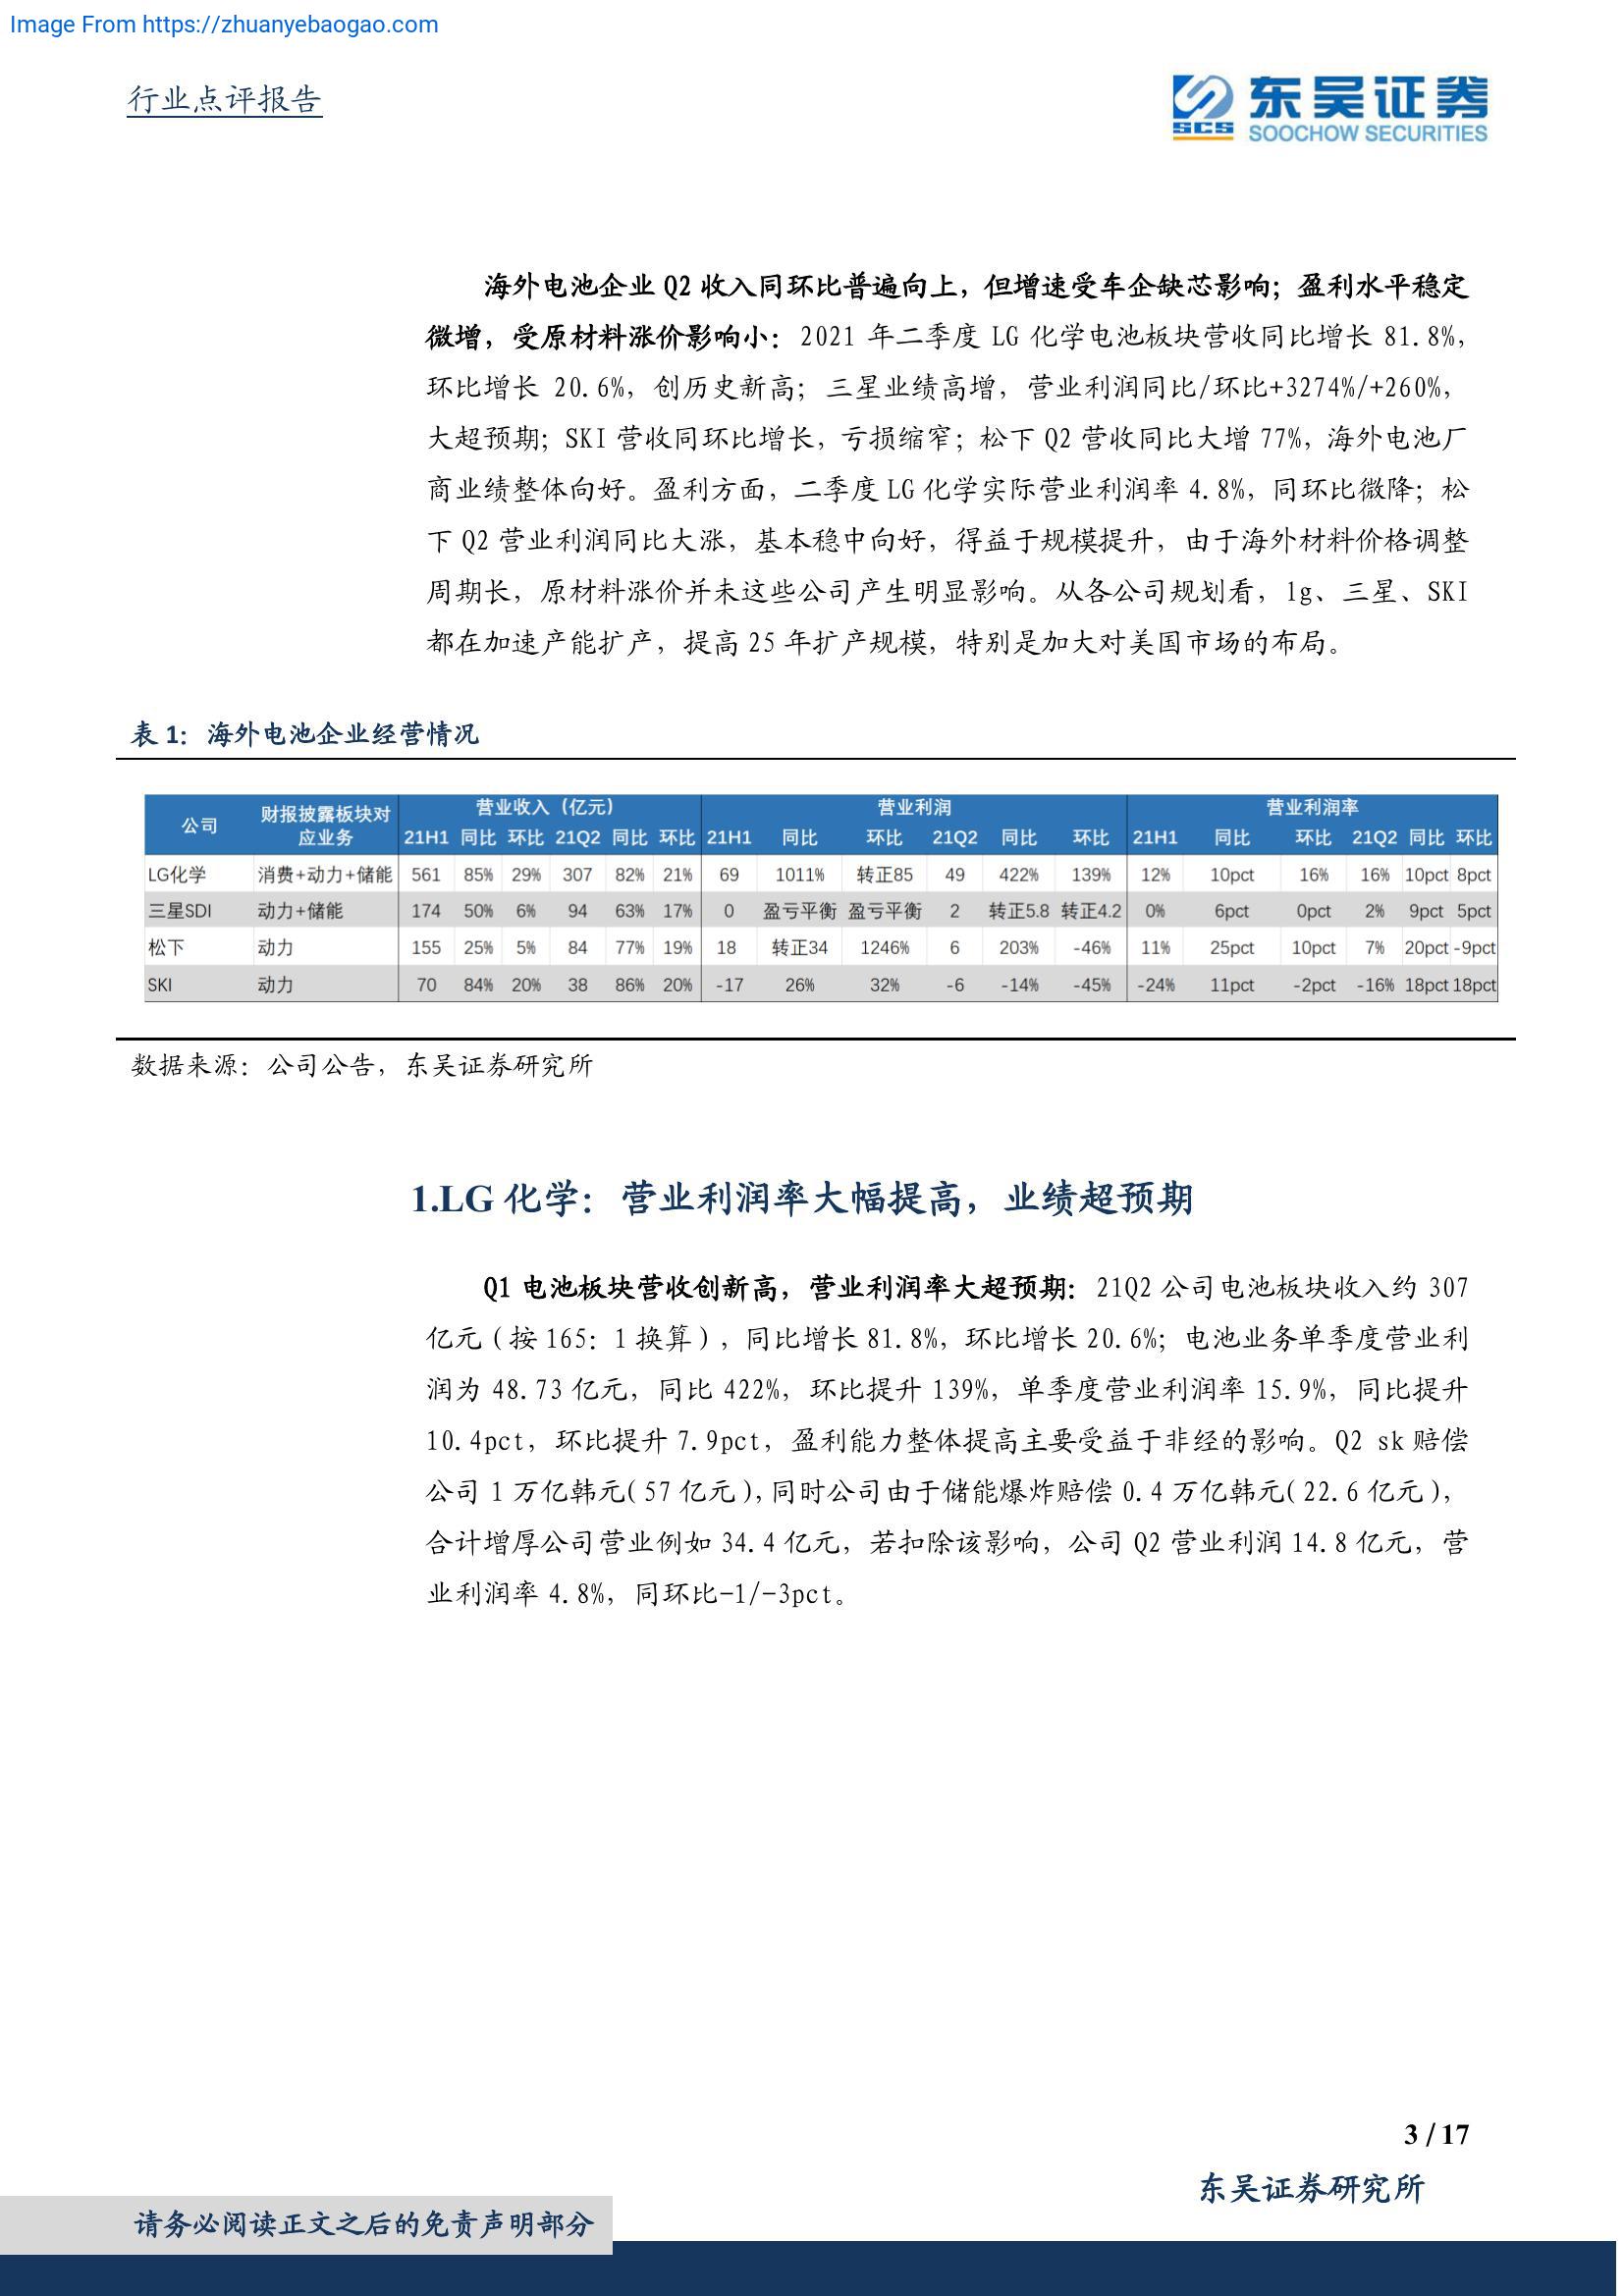 Image From https://zhuanyebaogao.com
行业点评报告
SCS 东吴证券
SOOCHOW SECURITIES
海外电池企业 Q2 收入同环比普遍向上，但增速受车企缺芯影响；盈利水平稳定
微增，受原材料涨价影响小：2021 年二季度 LG 化学电池板块营收同比增长 81.8%，
环比增长 20.6%，创历史新高；三星业绩高增，营业利润同比/环比+3274%/+260%，
大超预期；SKI 营收同环比增长，亏损缩窄；松下 Q2 营收同比大增 77%，海外电池厂
商业绩整体向好。盈利方面，二季度 LG 化学实际营业利润率 4.8%，同环比微降；松
下 Q2 营业利润同比大涨，基本稳中向好，得益于规模提升，由于海外材料价格调整
周期长，原材料涨价并未这些公司产生明显影响。从各公司规划看，lg、三星、SKI
都在加速产能扩产，提高 25 年扩产规模，特别是加大对美国市场的布局。
表 1：海外电池企业经营情况
公司 财报披露板块对应业务 营业收入（亿元） 营业利润 营业利润率
21H1 同比 环比 21Q2 同比 环比 21H1 同比 环比 21Q2 同比 环比 21H1 同比 环比 21Q2 同比 环比
LG化学 消费+动力+储能 561 85% 29% 307 82% 21% 69 1011% 转正85 49 422% 139% 12% 10pct 16% 16% 10pct 8pct
三星SDI 动力+储能 174 50% 6% 94 63% 17% 0 盈亏平衡 盈亏平衡 2 转正5.8 转正4.2 0% 6pct 0pct 2% 9pct 5pct
松下 动力 155 25% 5% 84 77% 19% 18 转正34 1246% 6 203% -46% 11% 25pct 10pct 7% 20pct -9pct
SKI 动力 70 84% 20% 38 86% 20% -17 26% 32% -6 -14% -45% -24% 11pct -2pct -16% 18pct 18pct
数据来源：公司公告，东吴证券研究所
1.LG 化学：营业利润率大幅提高，业绩超预期
Q1 电池板块营收创新高，营业利润率大超预期：21Q2 公司电池板块收入约 307
亿元（按 165：1 换算），同比增长 81.8%，环比增长 20.6%；电池业务单季度营业利
润为 48.73 亿元，同比 422%，环比提升 139%，单季度营业利润率 15.9%，同比提升
10.4pct，环比提升 7.9pct，盈利能力整体提高主要受益于非经的影响。Q2 sk 赔偿
公司 1 万亿韩元(57 亿元)，同时公司由于储能爆炸赔偿 0.4 万亿韩元(22.6 亿元)，
合计增厚公司营业例如 34.4 亿元，若扣除该影响，公司 Q2 营业利润 14.8 亿元，营
业利润率 4.8%，同环比-1/-3pct。
3 / 17
东吴证券研究所
请务必阅读正文之后的免责声明部分